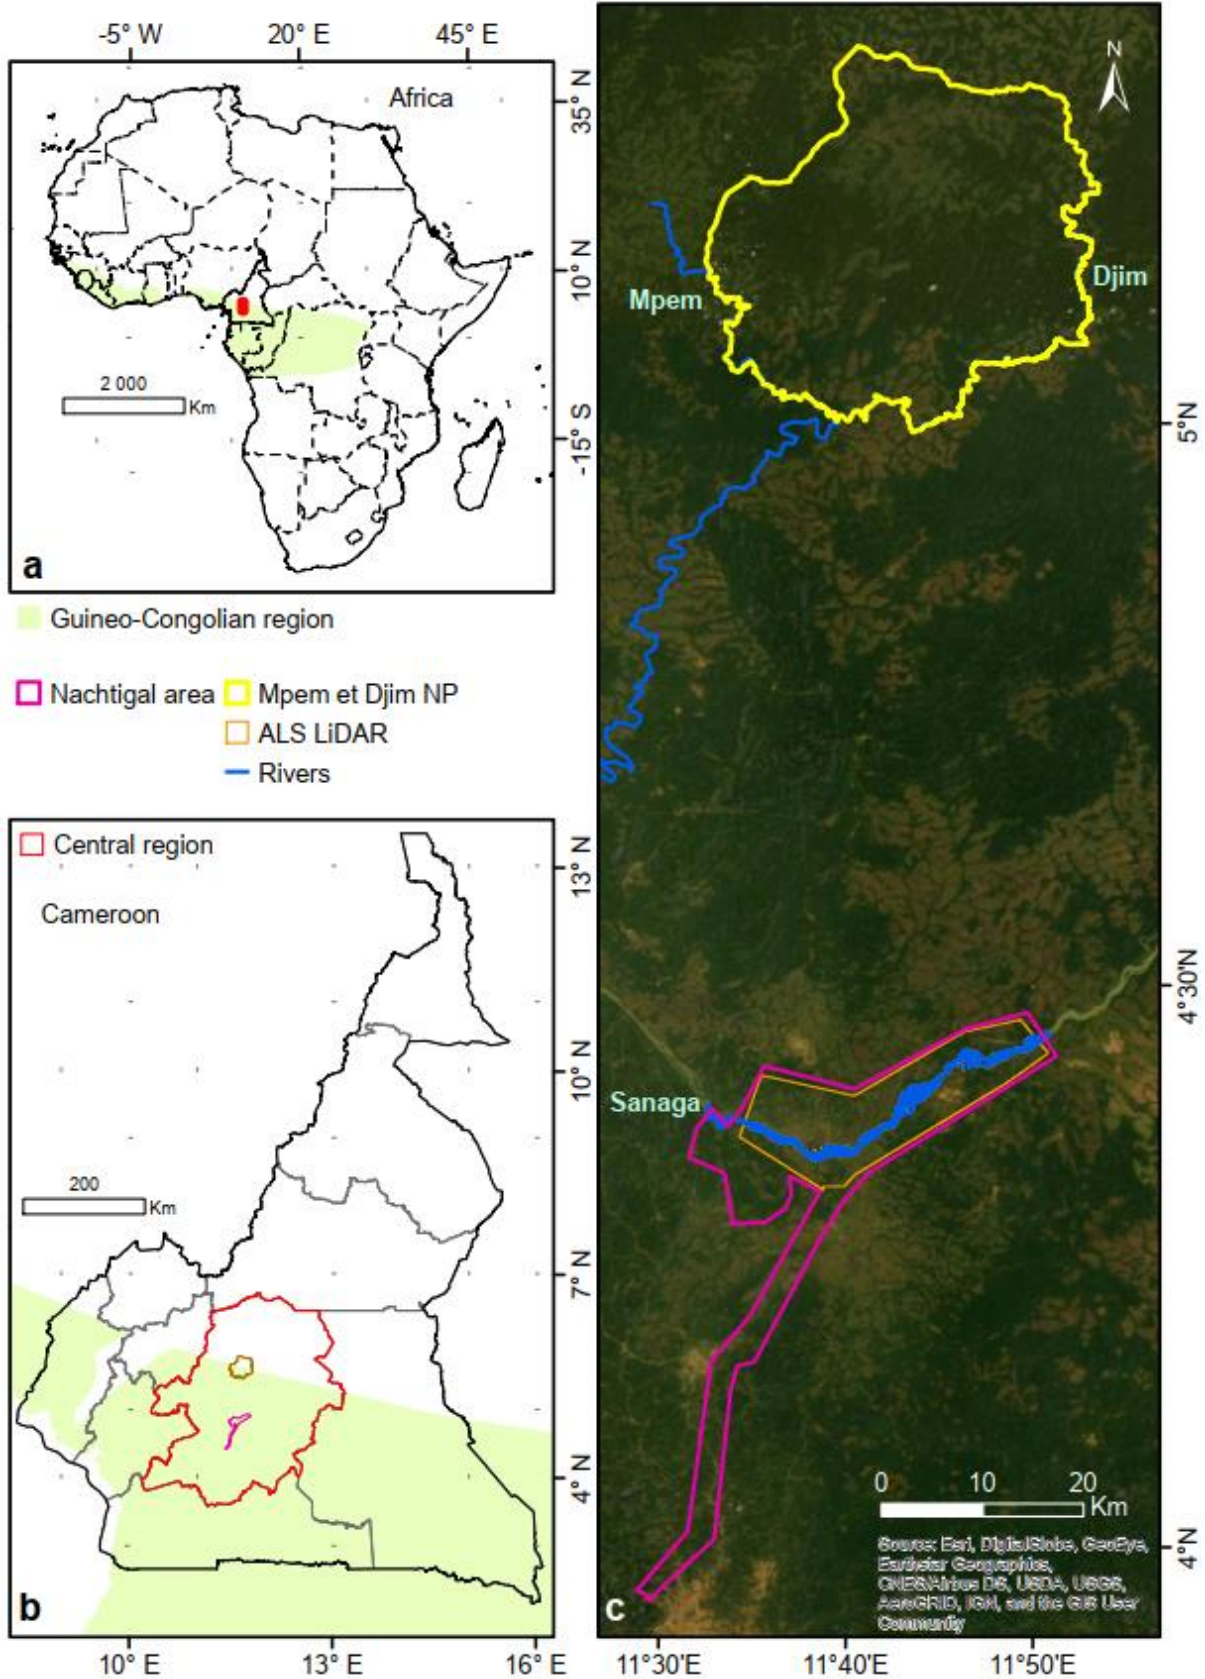 -5° W 20° E 45° E
Africa
35° N
10° N
-15° S
2 000
Km
a
Guineo-Congolian region
Nachtigal area
Mpem et Djim NP
ALS LiDAR
Rivers
Central region
Cameroon
13° N
10° N
7° N
4° N
200
Km
b
10° E 13° E 16° E
N
Mpem
Djim
5°N
4°30'N
Sanaga
4°N
0 10 20
Km
Source: Esri, DigitalGlobe, GeoEye,
Earthstar Geographics,
CNES/Airbus DS, USDA, USGS,
AeroGRID, IGN, and the GIS User
Community
c
11°30'E 11°40'E 11°50'E